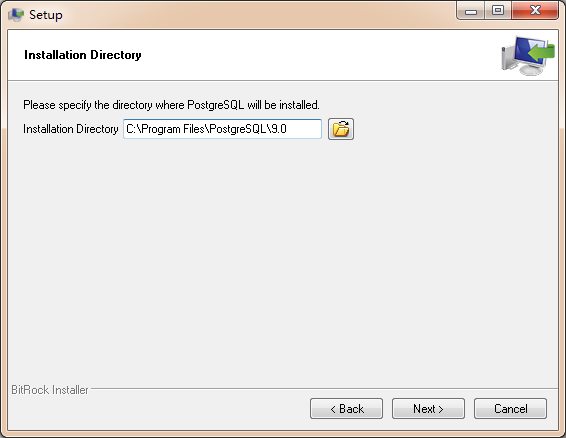 Setup
Installation Directory
Please specify the directory where PostgreSQL will be installed.
Installation Directory C:\Program Files\PostgreSQL\9.0
BitRock Installer
< Back Next > Cancel